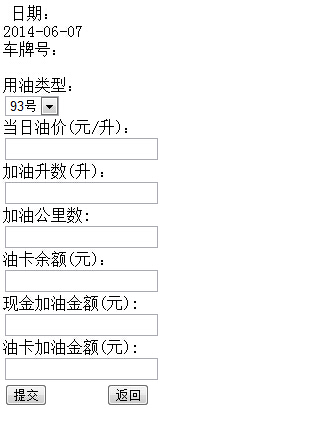 日期：
2014-06-07
车牌号：
用油类型：
93号
当日油价(元/升)：
加油升数(升)：
加油公里数：
油卡余额(元)：
现金加油金额(元)：
油卡加油金额(元)：
提交 返回